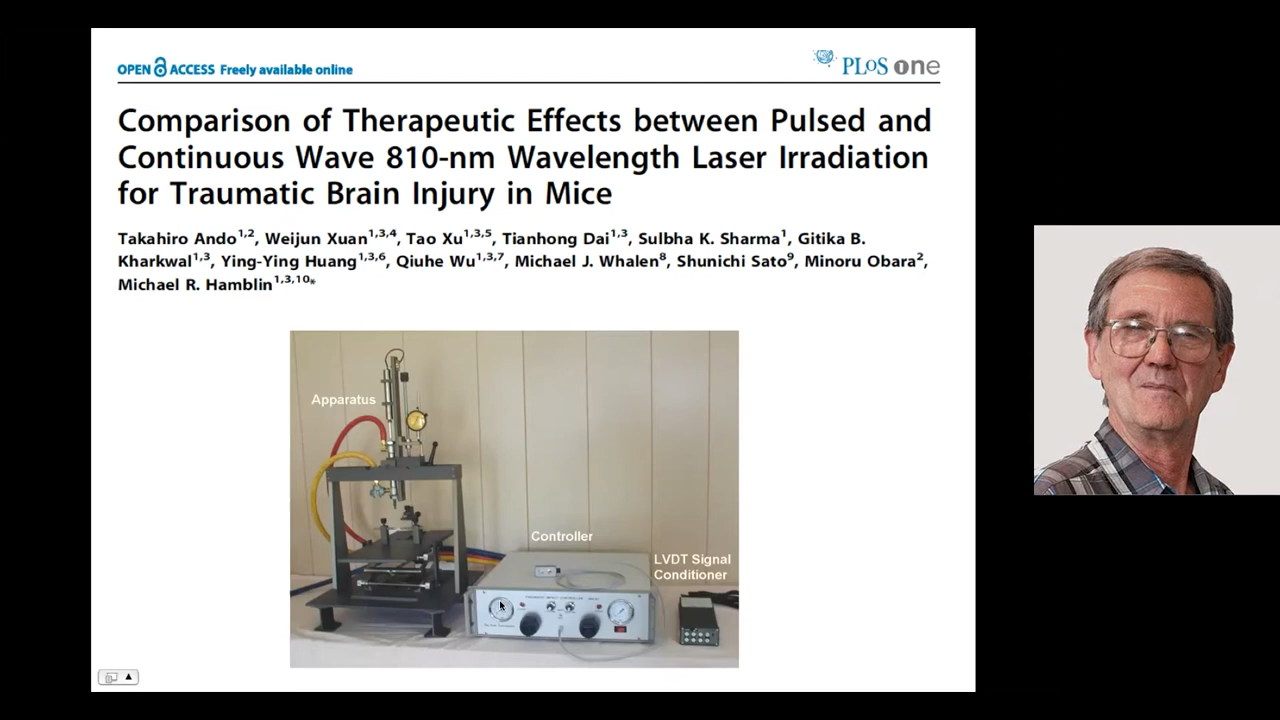 OPEN ACCESS Freely available online
PLoS one
Comparison of Therapeutic Effects between Pulsed and
Continuous Wave 810-nm Wavelength Laser Irradiation
for Traumatic Brain Injury in Mice
Takahiro Ando1,2, Weijun Xuan1,3,4, Tao Xu1,3,5, Tianhong Dai1,3, Sulbha K. Sharma1, Gitika B.
Kharkwal1,3, Ying-Ying Huang1,3,6, Qiuhe Wu1,3,7, Michael J. Whalen8, Shunichi Sato9, Minoru Obara2,
Michael R. Hamblin1,3,10*
Apparatus
Controller
LVDT Signal
Conditioner